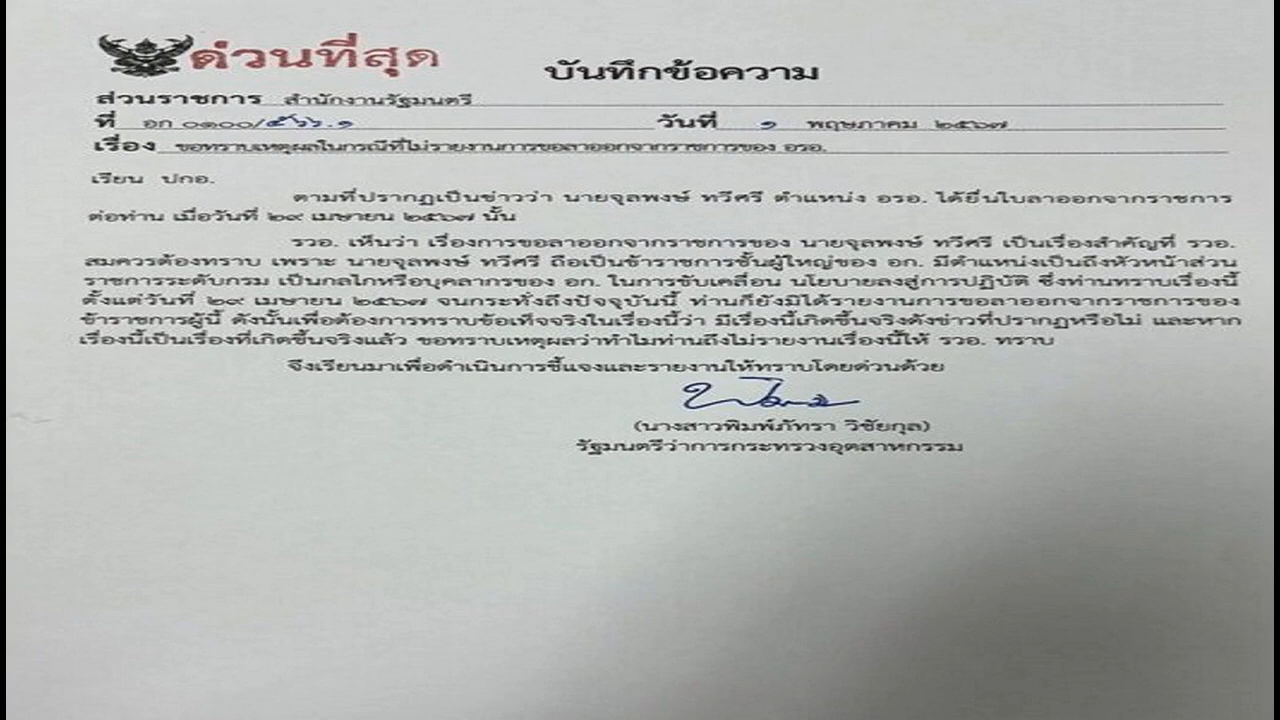 ด่วนที่สุด
บันทึกข้อความ
ส่วนราชการ สำนักงานรัฐมนตรี
ที่ อก ๐๑๐๐/๕๖๖.๑ วันที่ ๑ พฤษภาคม ๒๕๖๗
เรื่อง ขอทราบเหตุผลในกรณีที่ไม่รายงานการขอลาออกจากราชการของ อรอ.
เรียน ปกอ.
ตามที่ปรากฏเป็นข่าวว่า นายจุลพงษ์ ทวีศรี ตำแหน่ง อรอ. ได้ยื่นใบลาออกจากราชการ
ต่อท่าน เมื่อวันที่ ๒๙ เมษายน ๒๕๖๗ นั้น
รวอ. เห็นว่า เรื่องการขอลาออกจากราชการของ นายจุลพงษ์ ทวีศรี เป็นเรื่องสำคัญที่ รวอ.
สมควรต้องทราบ เพราะ นายจุลพงษ์ ทวีศรี ถือเป็นข้าราชการชั้นผู้ใหญ่ของ อก. มีตำแหน่งเป็นถึงหัวหน้าส่วน
ราชการระดับกรม เป็นกลไกหรือบุคลากรของ อก. ในการขับเคลื่อน นโยบายลงสู่การปฏิบัติ ซึ่งท่านทราบเรื่องนี้
ตั้งแต่วันที่ ๒๙ เมษายน ๒๕๖๗ จนกระทั่งถึงปัจจุบันนี้ ท่านก็ยังมิได้รายงานการขอลาออกจากราชการของ
ข้าราชการผู้นี้ ดังนั้นเพื่อต้องการทราบข้อเท็จจริงในเรื่องนี้ว่า มีเรื่องนี้เกิดขึ้นจริงดังข่าวที่ปรากฏหรือไม่ และหาก
เรื่องนี้เป็นเรื่องที่เกิดขึ้นจริงแล้ว ขอทราบเหตุผลว่าทำไมท่านถึงไม่รายงานเรื่องนี้ให้ รวอ. ทราบ
จึงเรียนมาเพื่อดำเนินการชี้แจงและรายงานให้ทราบโดยด่วนด้วย
(นางสาวพิมพ์ภัทรา วิชัยกุล)
รัฐมนตรีว่าการกระทรวงอุตสาหกรรม